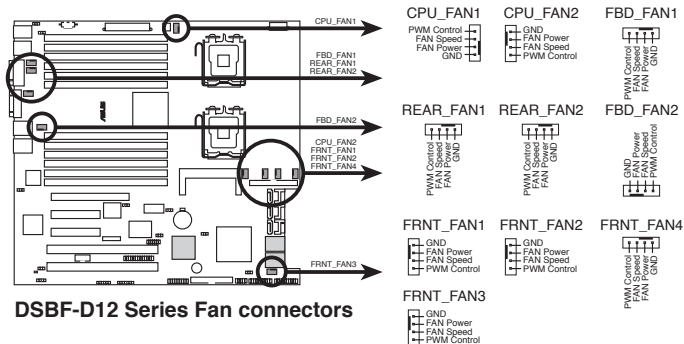 CPU_FAN1
FBD_FAN1
REAR_FAN1
REAR_FAN2
FBD_FAN2
CPU_FAN2
FRNT_FAN1
FRNT_FAN2
FRNT_FAN4
FRNT_FAN3
ASUS
DSBF-D12 Series Fan connectors
CPU_FAN1
PWM Control
FAN Speed
FAN Power
GND
CPU_FAN2
GND
FAN Power
FAN Speed
PWM Control
FBD_FAN1
PWM Control
FAN Speed
FAN Power
GND
REAR_FAN1
PWM Control
FAN Speed
FAN Power
GND
REAR_FAN2
PWM Control
FAN Speed
FAN Power
GND
FBD_FAN2
GND
FAN Power
FAN Speed
PWM Control
FRNT_FAN1
GND
FAN Power
FAN Speed
PWM Control
FRNT_FAN2
GND
FAN Power
FAN Speed
PWM Control
FRNT_FAN4
PWM Control
FAN Speed
FAN Power
GND
FRNT_FAN3
GND
FAN Power
FAN Speed
PWM Control